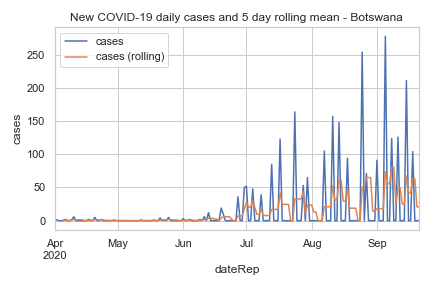 New COVID-19 daily cases and 5 day rolling mean - Botswana
cases
cases (rolling)
250
200
150
100
50
0
cases
Apr
2020
May
Jun
Jul
Aug
Sep
dateRep